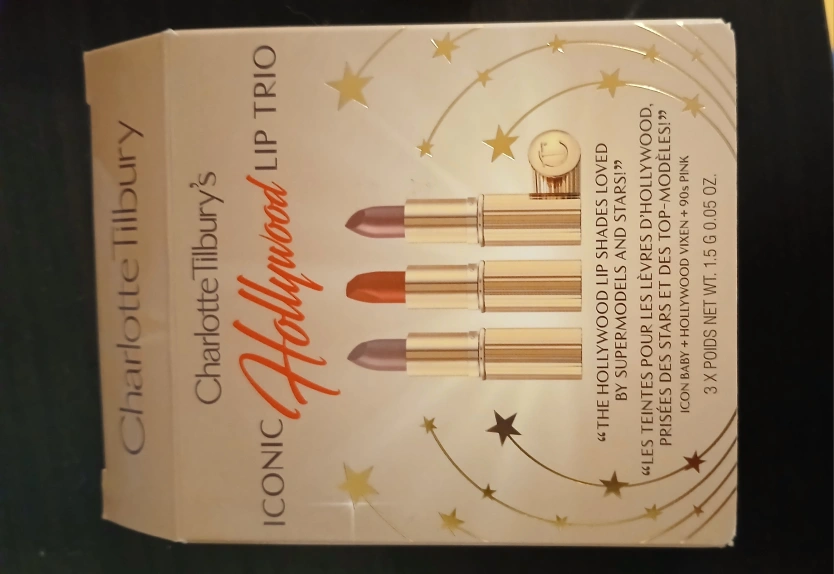 Charlotte Tilbury
Charlotte Tilbury's
ICONIC Hollywood LIP TRIO
“THE HOLLYWOOD LIP SHADES LOVED
BY SUPERMODELS AND STARS!”
“LES TEINTES POUR LES LÈVRES D'HOLLYWOOD,
PRISÉES DES STARS ET DES TOP-MODÈLES!”
ICON BABY + HOLLYWOOD VIXEN + 90s PINK
3 X POIDS NET WT. 1.5 G 0.05 OZ.